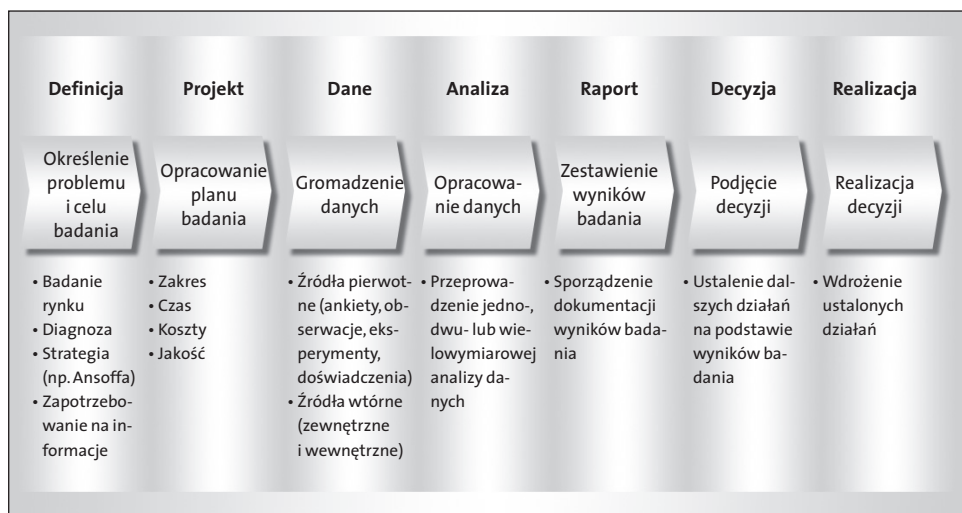 Definicja
Projekt
Dane
Analiza
Raport
Decyzja
Realizacja
Określenie
problemu
i celu
badania
Opracowanie
planu
badania
Gromadzenie
danych
Opracowa-
nie danych
Zestawienie
wyników
badania
Podjęcie
decyzji
Realizacja
decyzji
• Badanie
rynku
• Diagnoza
• Strategia
(np. Ansoffa)
• Zapotrzebo-
wanie na in-
formacje
• Zakres
• Czas
• Koszty
• Jakość
• Źródła pierwot-
ne (ankiety, ob-
serwacje, eks-
perymenty,
doświadczenia)
• Źródła wtórne
(zewnętrzne
i wewnętrzne)
• Przeprowa-
dzenie jedno-,
dwu- lub wie-
lowymiarowej
analizy da-
nych
• Sporządzenie
dokumentacji
wyników bada-
nia
• Ustalenie dal-
szych działań
na podstawie
wyników ba-
dania
• Wdrożenie
ustalonych
działań